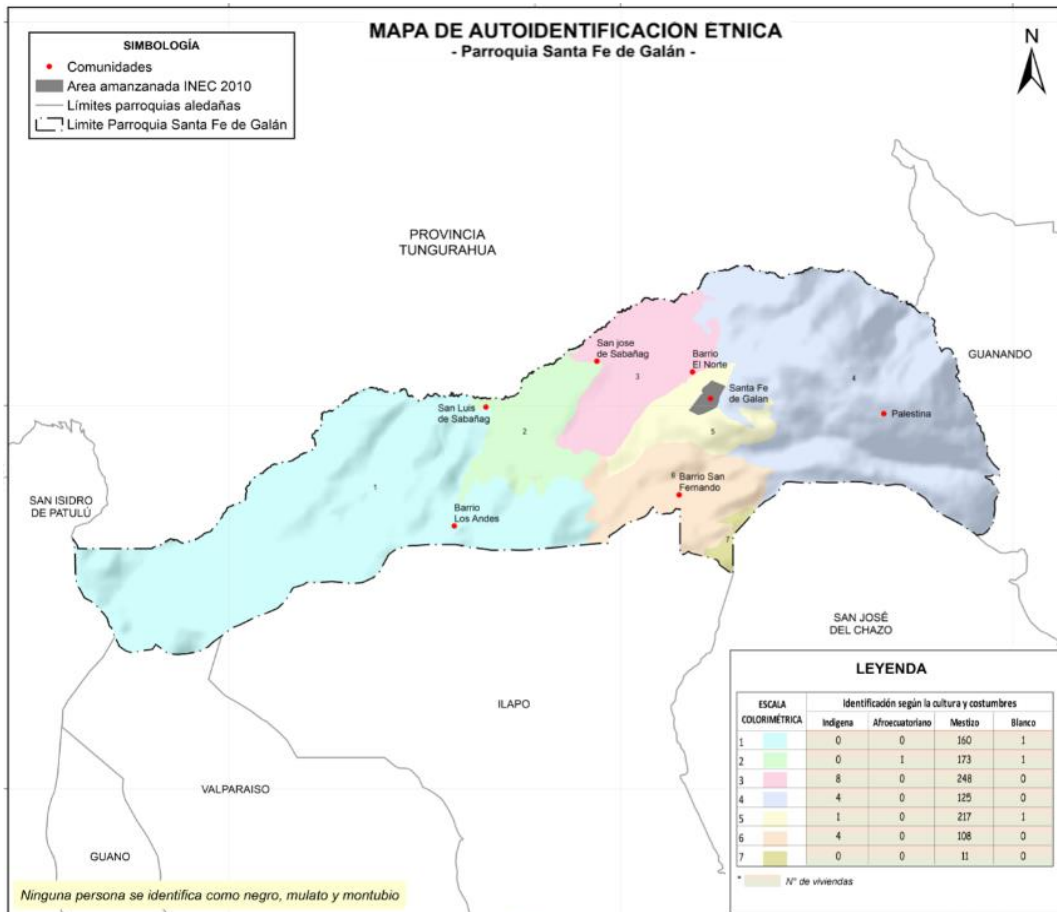 MAPA DE AUTOIDENTIFICACIÓN ÉTNICA
- Parroquia Santa Fe de Galán -
SIMBOLOGÍA
Comunidades
Area amanzanada INEC 2010
Límites parroquias aledañas
Limite Parroquia Santa Fe de Galán
N
PROVINCIA
TUNGURAHUA
San jose
de Sabañag
3
Barrio
El Norte
GUANANDO
4
Santa Fe
de Galan
Palestina
San Luis
de Sabañag
2
5
1
6
Barrio San
Fernando
SAN ISIDRO
DE PATULÚ
Barrio
Los Andes
7
SAN JOSÉ
DEL CHAZO
ILAPO
VALPARAISO
GUANO
LEYENDA
ESCALA
COLORIMÉTRICA
Identificación según la cultura y costumbres
Indígena Afroecuatoriano Mestizo Blanco
1 0 0 160 1
2 0 1 173 1
3 8 0 248 0
4 4 0 125 0
5 1 0 217 1
6 4 0 108 0
7 0 0 11 0
* N° de viviendas
Ninguna persona se identifica como negro, mulato y montubio